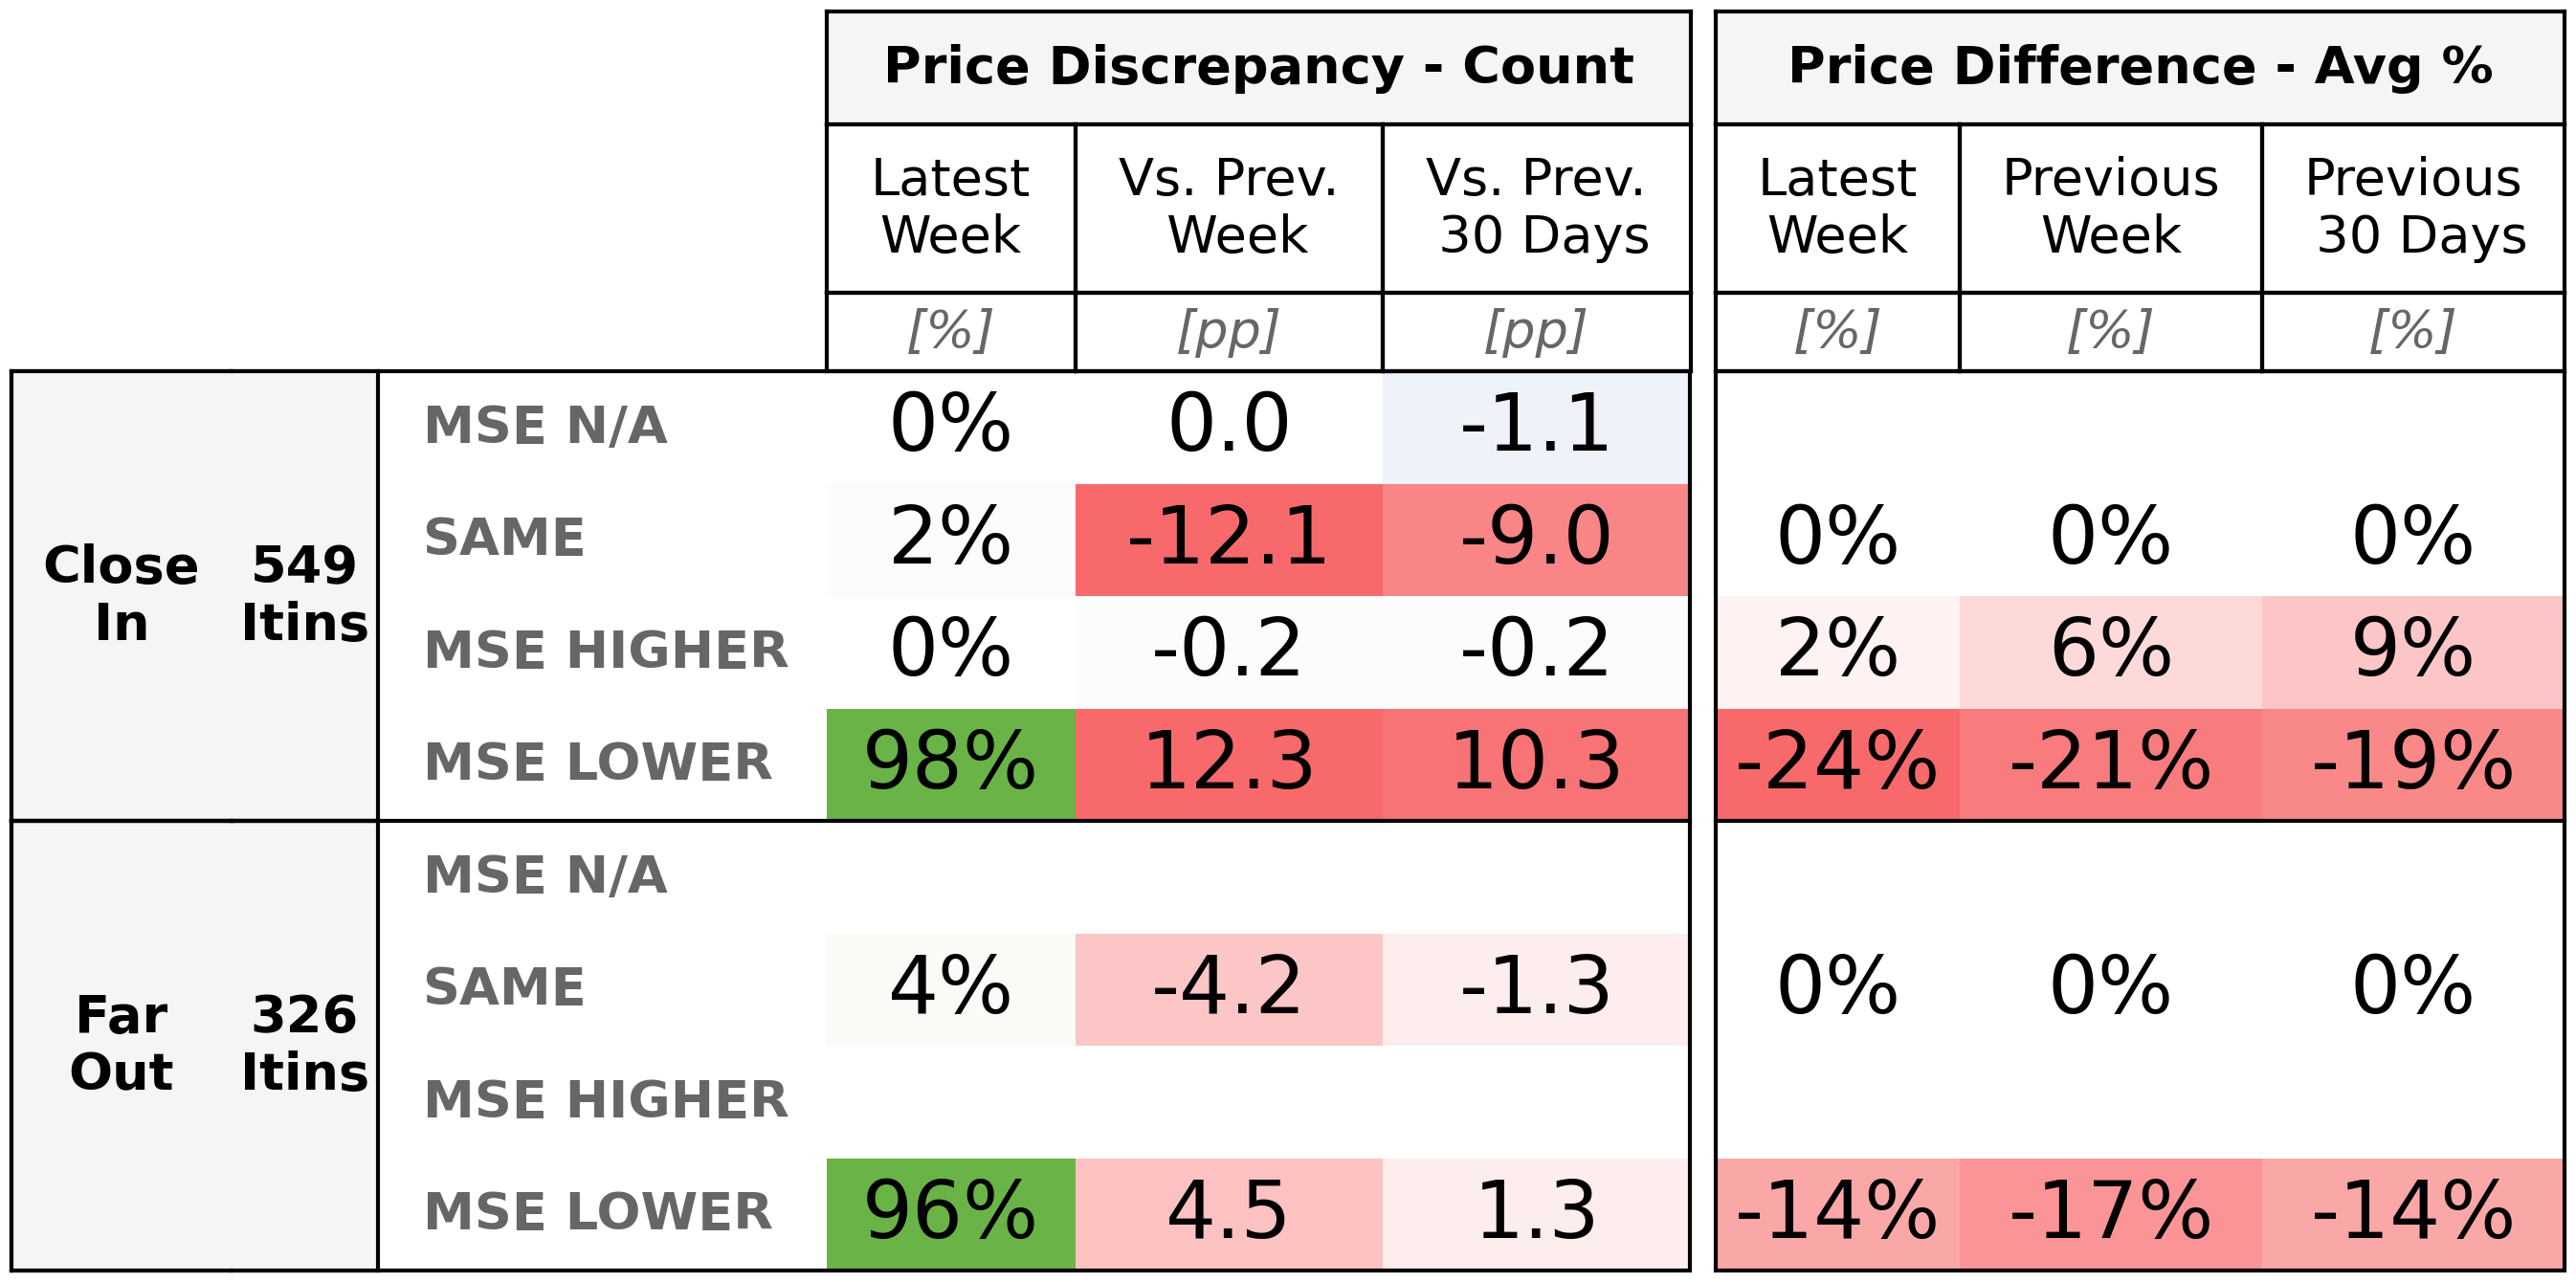 Price Discrepancy - Count Price Difference - Avg %
Latest Week Vs. Prev. Week Vs. Prev. 30 Days Latest Week Previous Week Previous 30 Days
[%] [pp] [pp] [%] [%] [%]
Close In 549 Itins
MSE N/A 0% 0.0 -1.1
SAME 2% -12.1 -9.0 0% 0% 0%
MSE HIGHER 0% -0.2 -0.2 2% 6% 9%
MSE LOWER 98% 12.3 10.3 -24% -21% -19%
Far Out 326 Itins
MSE N/A
SAME 4% -4.2 -1.3 0% 0% 0%
MSE HIGHER
MSE LOWER 96% 4.5 1.3 -14% -17% -14%